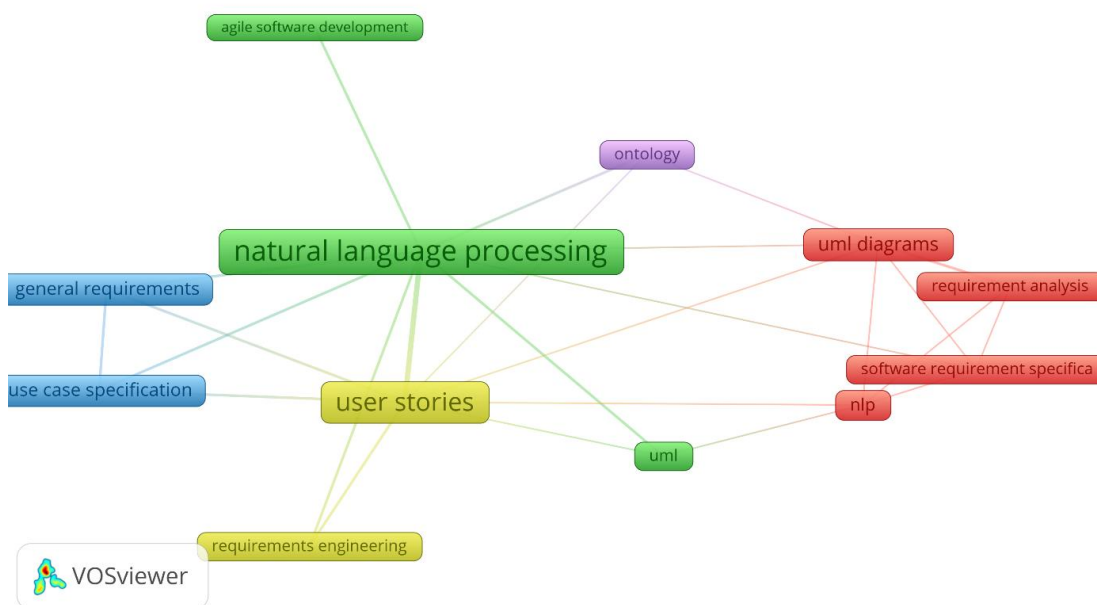 agile software development
ontology
natural language processing
uml diagrams
general requirements
requirement analysis
software requirement specifica
use case specification
user stories
nlp
uml
requirements engineering
VOSviewer